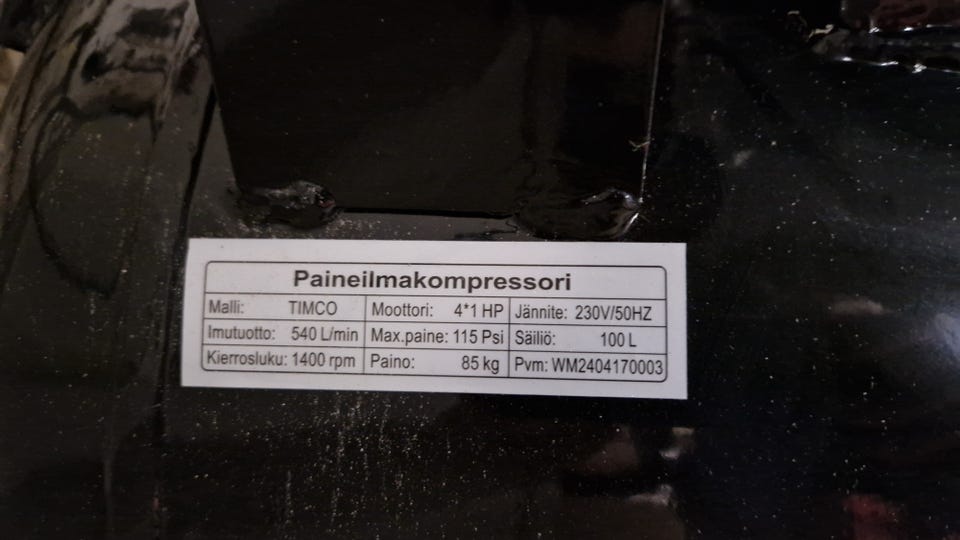 Paineilmakompressori
Malli: TIMCO Moottori: 4*1 HP Jännite: 230V/50HZ
Imutuotto: 540 L/min Max.paine: 115 Psi Säiliö: 100 L
Kierrosluku: 1400 rpm Paino: 85 kg Pvm: WM2404170003